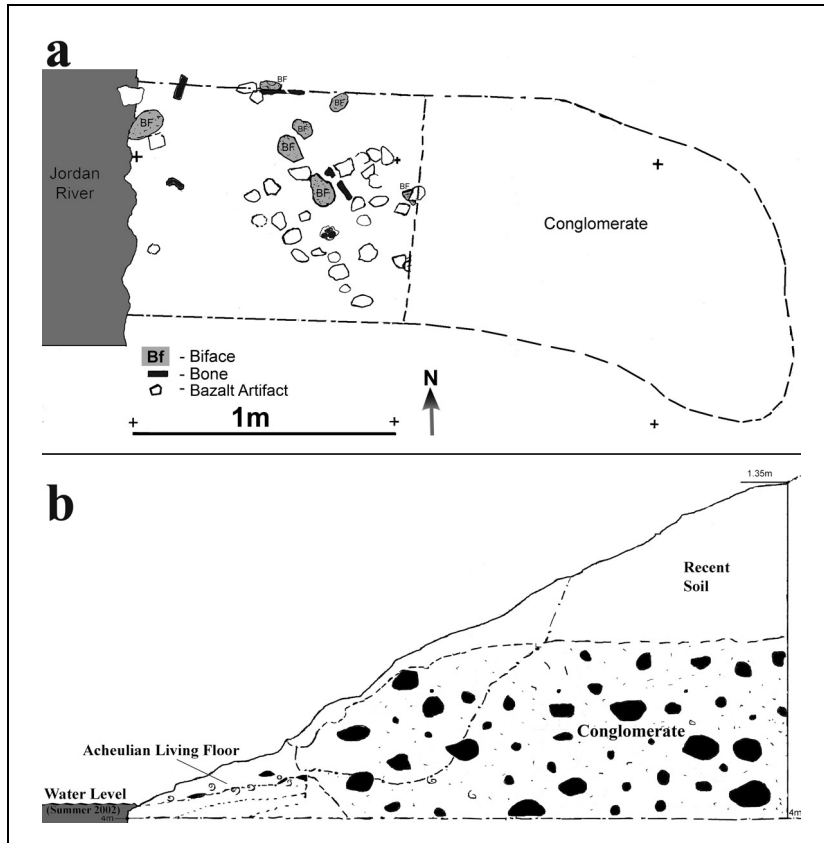 a
BF
BF
BF
BF
BF
BF
BF
Jordan
River
Conglomerate
Bf - Biface
- Bone
- Bazalt Artifact
1m
N
b
1.35m
Recent
Soil
Conglomerate
Acheulian Living Floor
Water Level
(Summer 2002)
4m
4m